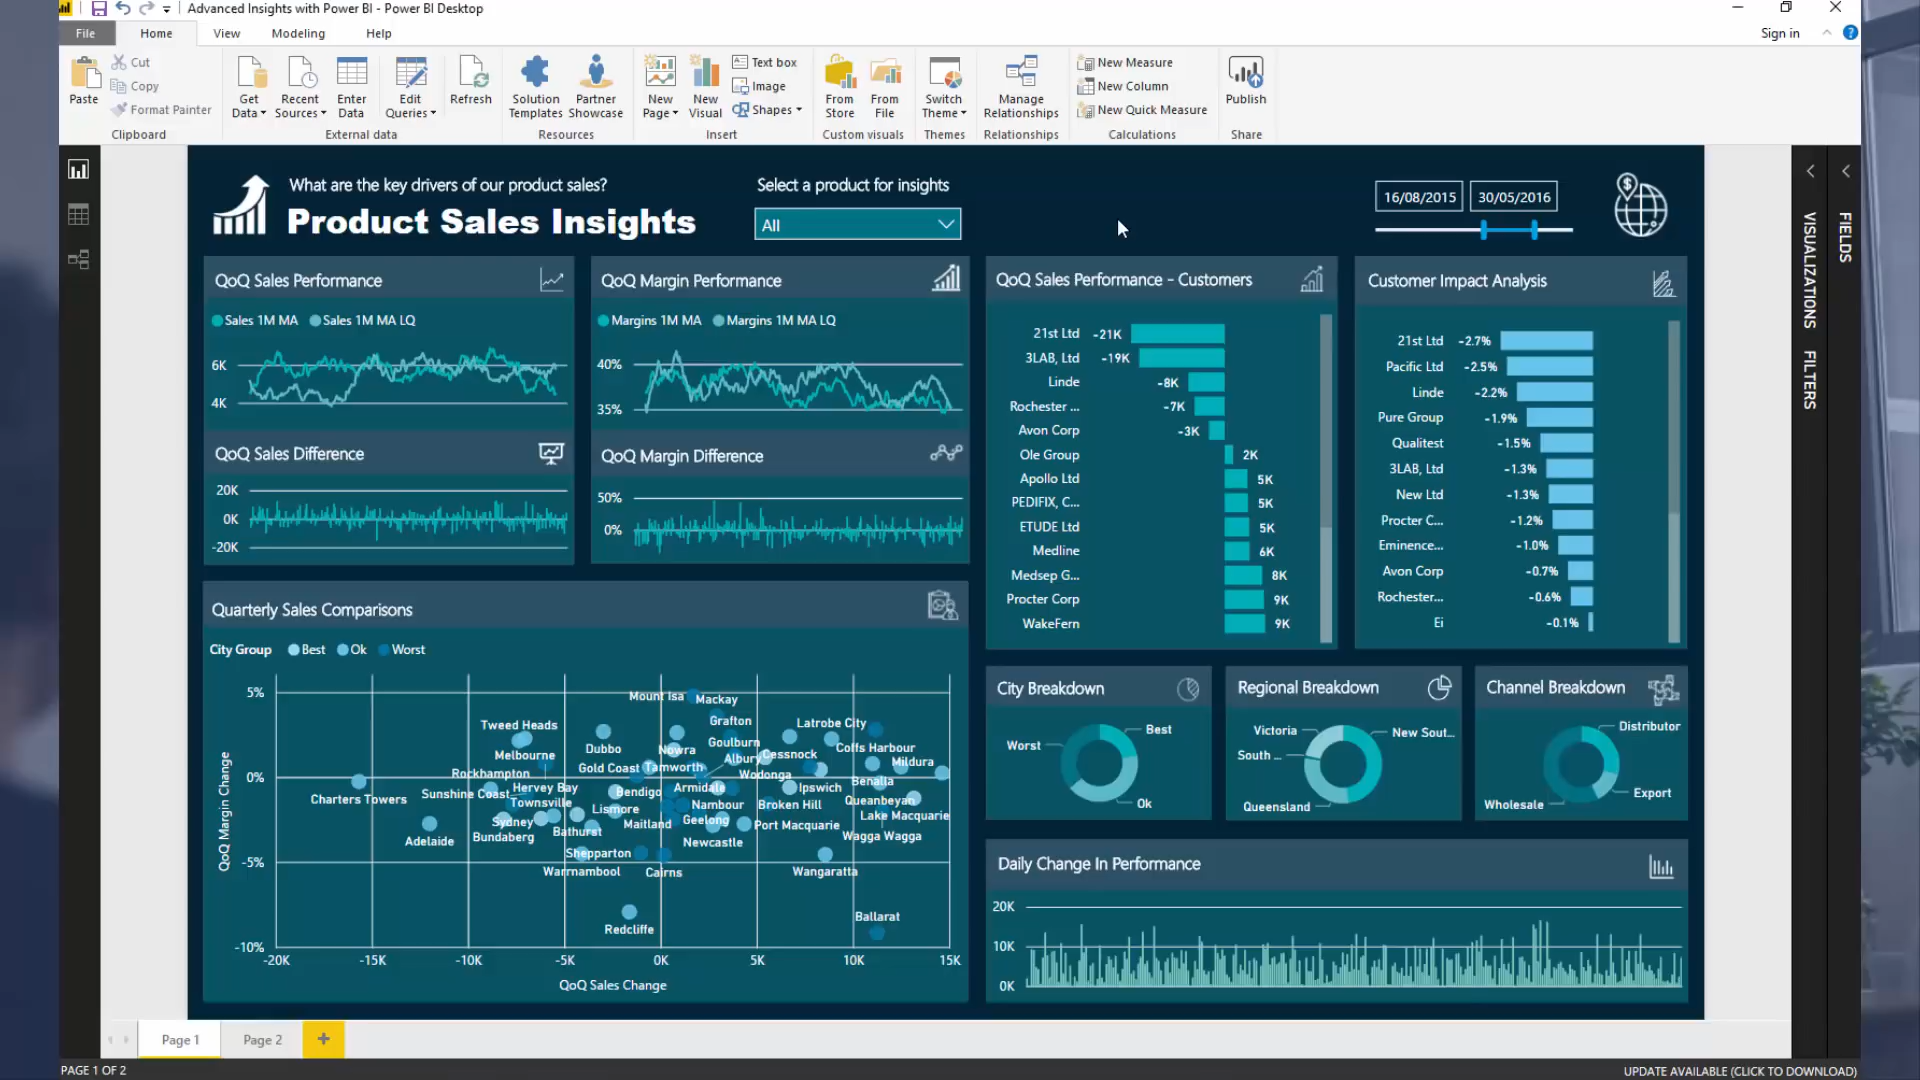 Advanced Insights with Power BI - Power BI Desktop
File Home View Modeling Help Sign in
Paste
Cut
Copy
Format Painter
Clipboard
Get Data
Recent Sources
Enter Data
Edit Queries
Refresh
External data
Solution Templates
Partner Showcase
Resources
New Page
New Visual
Text box
Image
Shapes
Insert
From Store
From File
Custom visuals
Switch Theme
Themes
Manage Relationships
Relationships
New Measure
New Column
New Quick Measure
Calculations
Publish
Share
What are the key drivers of our product sales?
Product Sales Insights
Select a product for insights
All
16/08/2015 30/05/2016
VISUALIZATIONS
FILTERS
FIELDS
QoQ Sales Performance
Sales 1M MA Sales 1M MA LQ
6K
4K
QoQ Margin Performance
Margins 1M MA Margins 1M MA LQ
40%
35%
QoQ Sales Difference
20K
0K
-20K
QoQ Margin Difference
50%
0%
QoQ Sales Performance - Customers
21st Ltd -21K
3LAB, Ltd -19K
Linde -8K
Rochester ... -7K
Avon Corp -3K
Ole Group 2K
Apollo Ltd 5K
PEDIFIX, C... 5K
ETUDE Ltd 5K
Medline 6K
Medsep G... 8K
Procter Corp 9K
WakeFern 9K
Customer Impact Analysis
21st Ltd -2.7%
Pacific Ltd -2.5%
Linde -2.2%
Pure Group -1.9%
Qualitest -1.5%
3LAB, Ltd -1.3%
New Ltd -1.3%
Procter C... -1.2%
Eminence... -1.0%
Avon Corp -0.7%
Rochester... -0.6%
Ei -0.1%
Quarterly Sales Comparisons
City Group Best Ok Worst
QoQ Margin Change
5%
0%
-5%
-10%
Mount Isa
Mackay
Tweed Heads
Grafton
Latrobe City
Melbourne
Dubbo
Nowra
Goulburn
Coffs Harbour
Rockhampton
Gold Coast
Tamworth
Albury
Cessnock
Mildura
Wodonga
Charters Towers
Sunshine Coast
Hervey Bay
Bendigo
Armidale
Ipswich
Benalla
Townsville
Lismore
Nambour
Broken Hill
Queanbeyan
Sydney
Bathurst
Maitland
Geelong
Port Macquarie
Lake Macquarie
Adelaide
Bundaberg
Newcastle
Wagga Wagga
Shepparton
Warrnambool
Cairns
Wangaratta
Redcliffe
Ballarat
-20K -15K -10K -5K 0K 5K 10K 15K
QoQ Sales Change
City Breakdown
Worst
Best
Ok
Regional Breakdown
Victoria
New Sout...
South ...
Queensland
Channel Breakdown
Distributor
Export
Wholesale
Daily Change In Performance
20K
10K
0K
Page 1 Page 2 +
PAGE 1 OF 2
UPDATE AVAILABLE (CLICK TO DOWNLOAD)